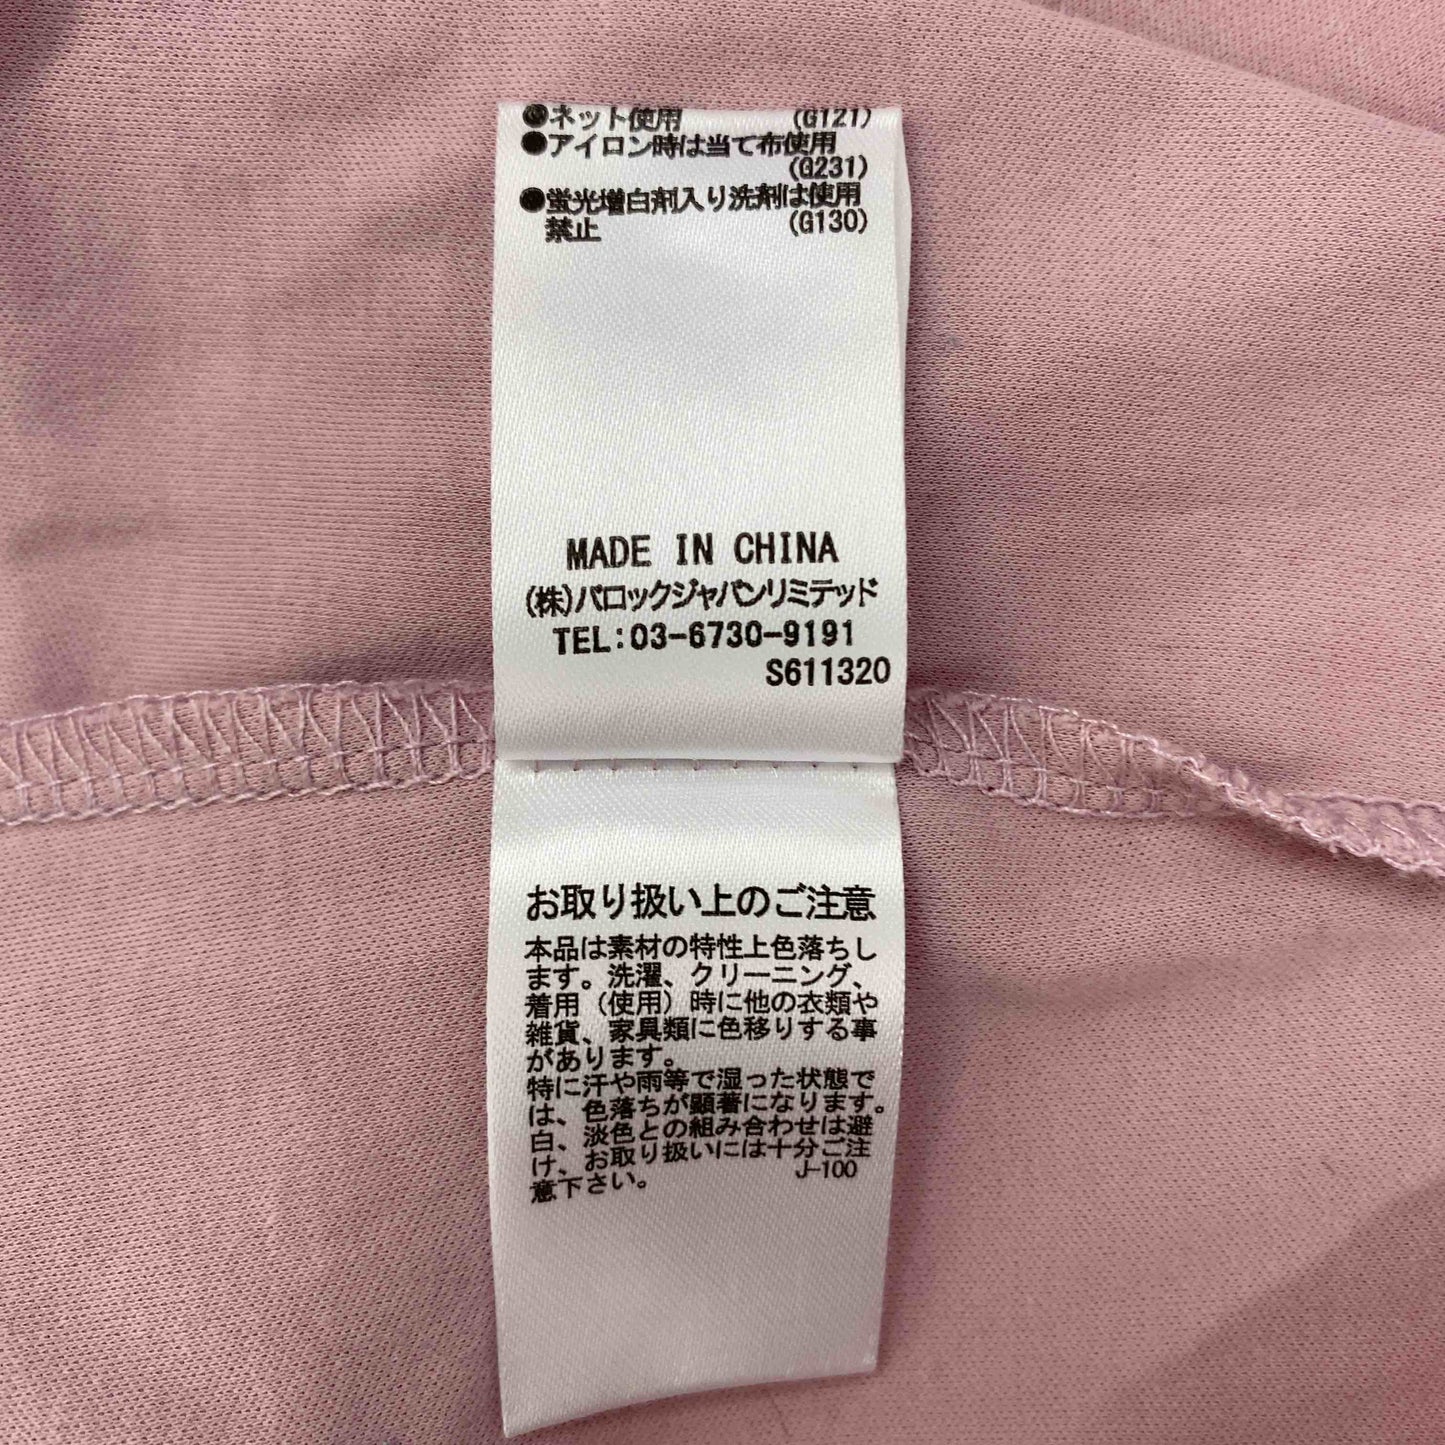 ●ネット使用 (G121)
●アイロン時は当て布使用
(G231)
●蛍光増白剤入り洗剤は使用
禁止 (G130)
MADE IN CHINA
(株)バロックジャパンリミテッド
TEL:03-6730-9191
S611320
お取り扱い上のご注意
本品は素材の特性上色落ちし
ます。洗濯、クリーニング、
着用（使用）時に他の衣類や
雑貨、家具類に色移りする事
があります。
特に汗や雨等で湿った状態で
は、色落ちが顕著になります。
白、淡色との組み合わせは避
け、お取り扱いには十分ご注
意下さい。 J-100